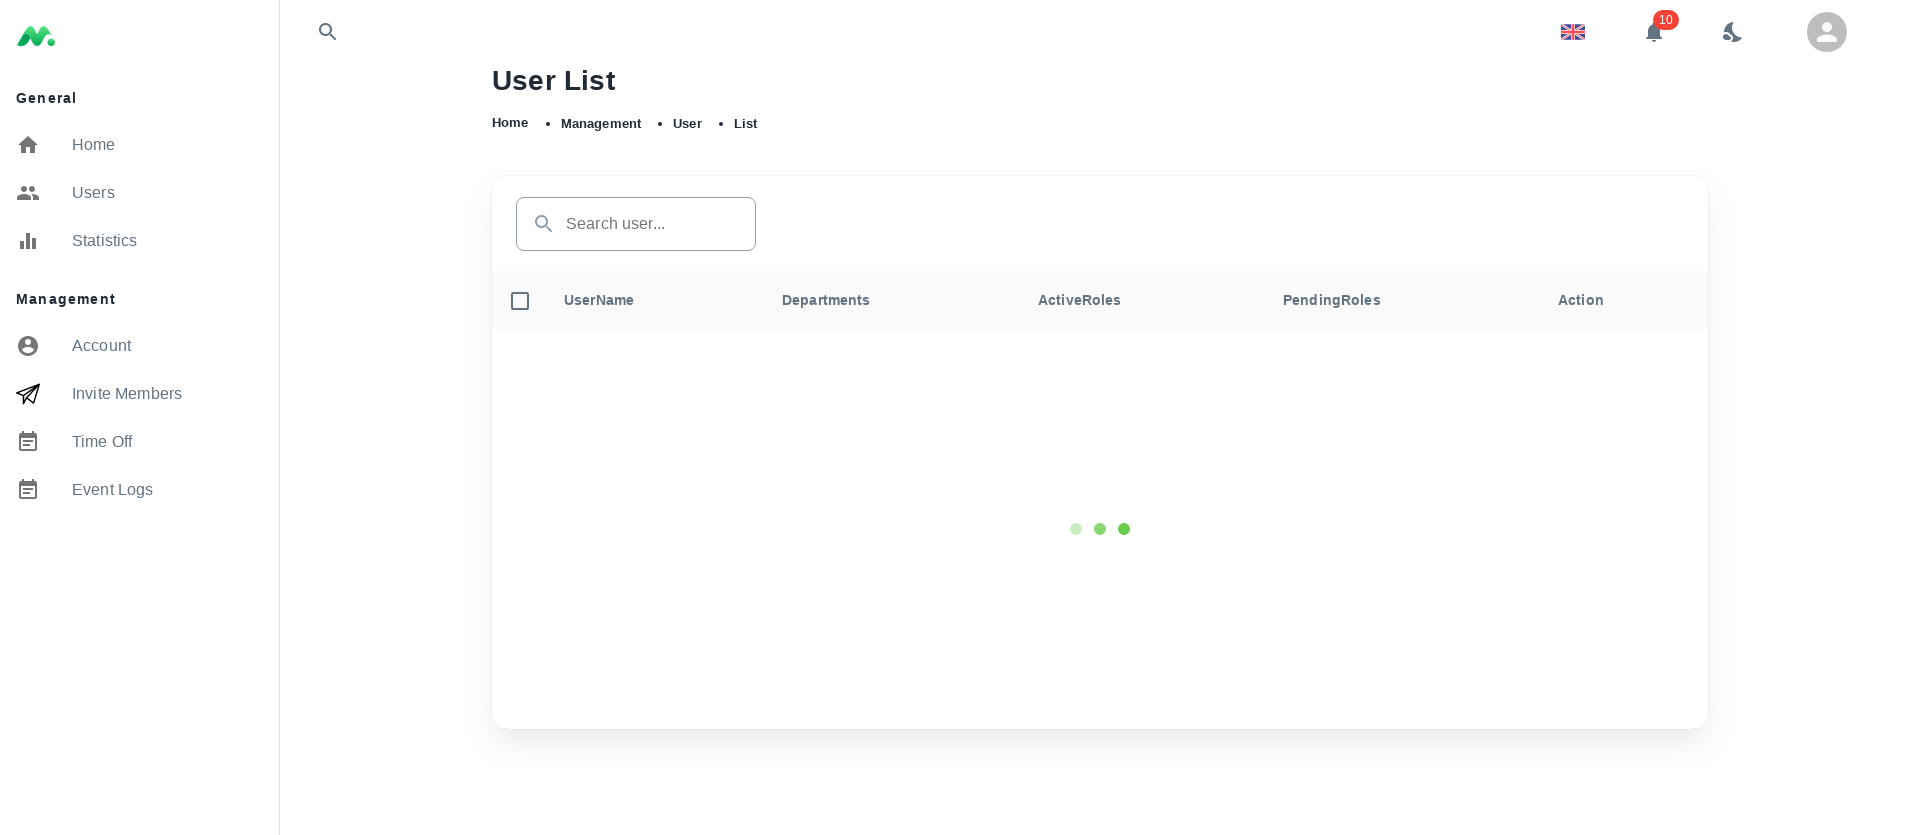 10
User List
Home • Management • User • List
General
Home
Users
Statistics
Management
Account
Invite Members
Time Off
Event Logs
Search user...
UserName Departments ActiveRoles PendingRoles Action